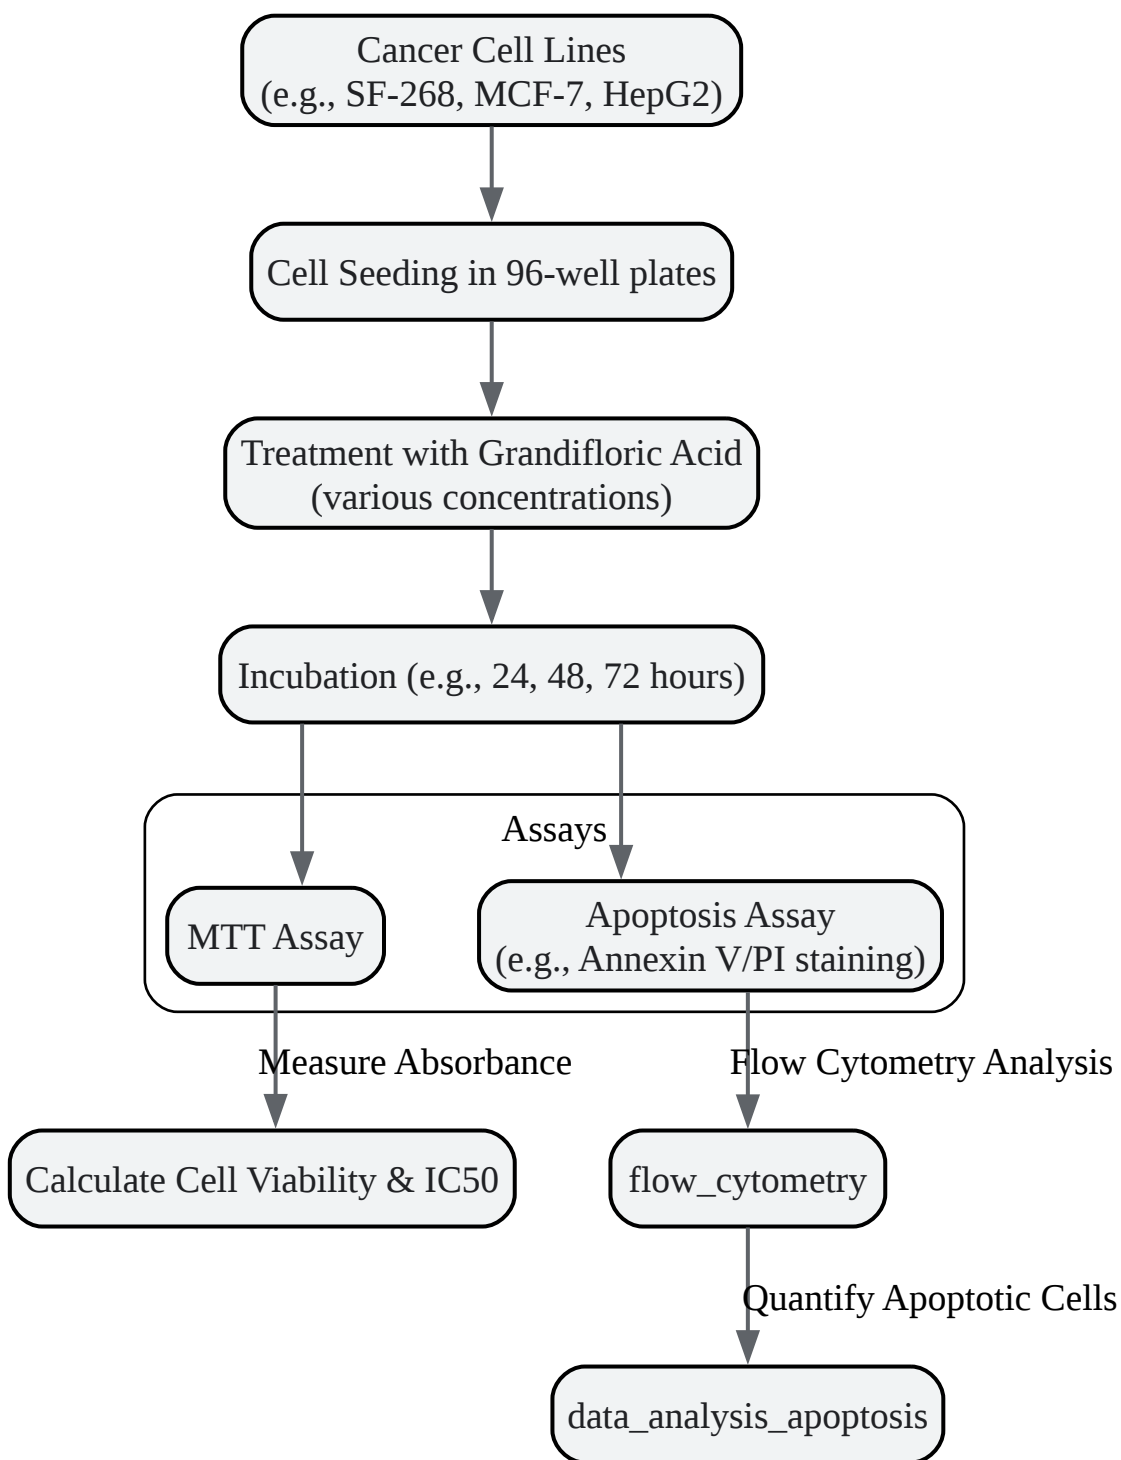 Cancer Cell Lines
(e.g., SF-268, MCF-7, HepG2)
Cell Seeding in 96-well plates
Treatment with Grandifloric Acid
(various concentrations)
Incubation (e.g., 24, 48, 72 hours)
Assays
MTT Assay
Apoptosis Assay
(e.g., Annexin V/PI staining)
Measure Absorbance
Flow Cytometry Analysis
Calculate Cell Viability & IC50
flow_cytometry
Quantify Apoptotic Cells
data_analysis_apoptosis